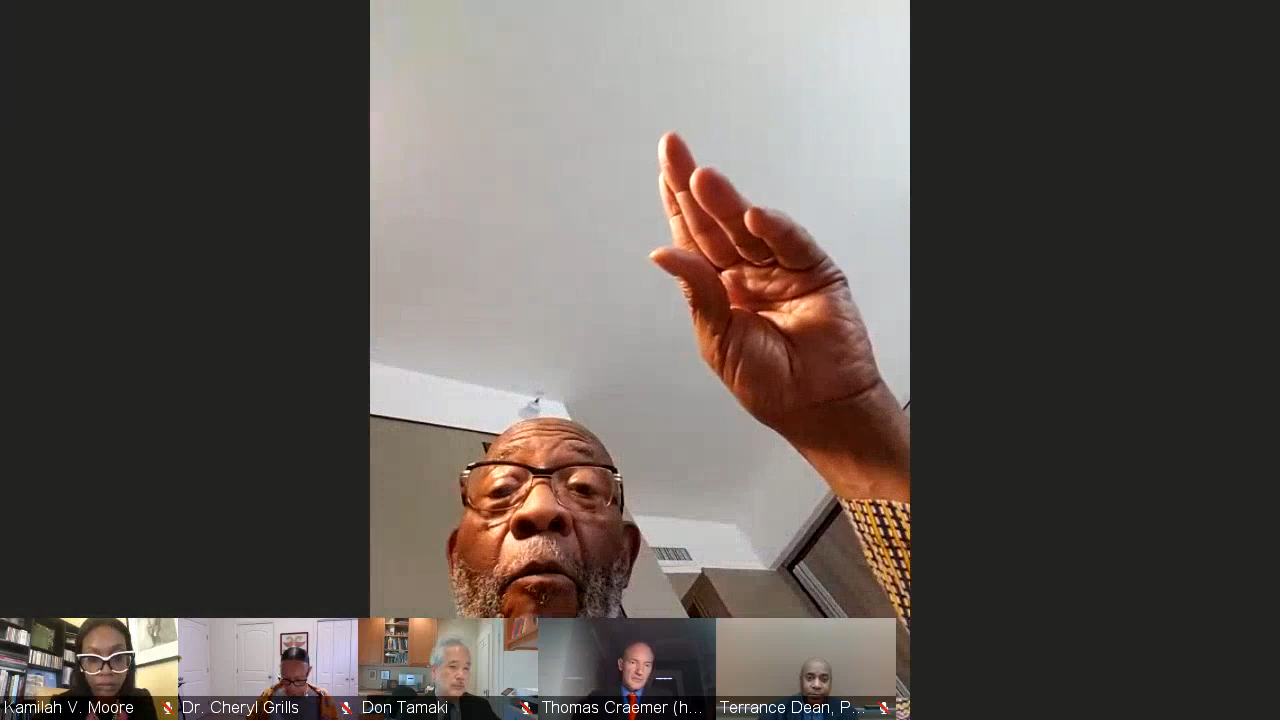 Kamilah V. Moore
Dr. Cheryl Grills
Don Tamaki
Thomas Craemer (h...
Terrance Dean, P...